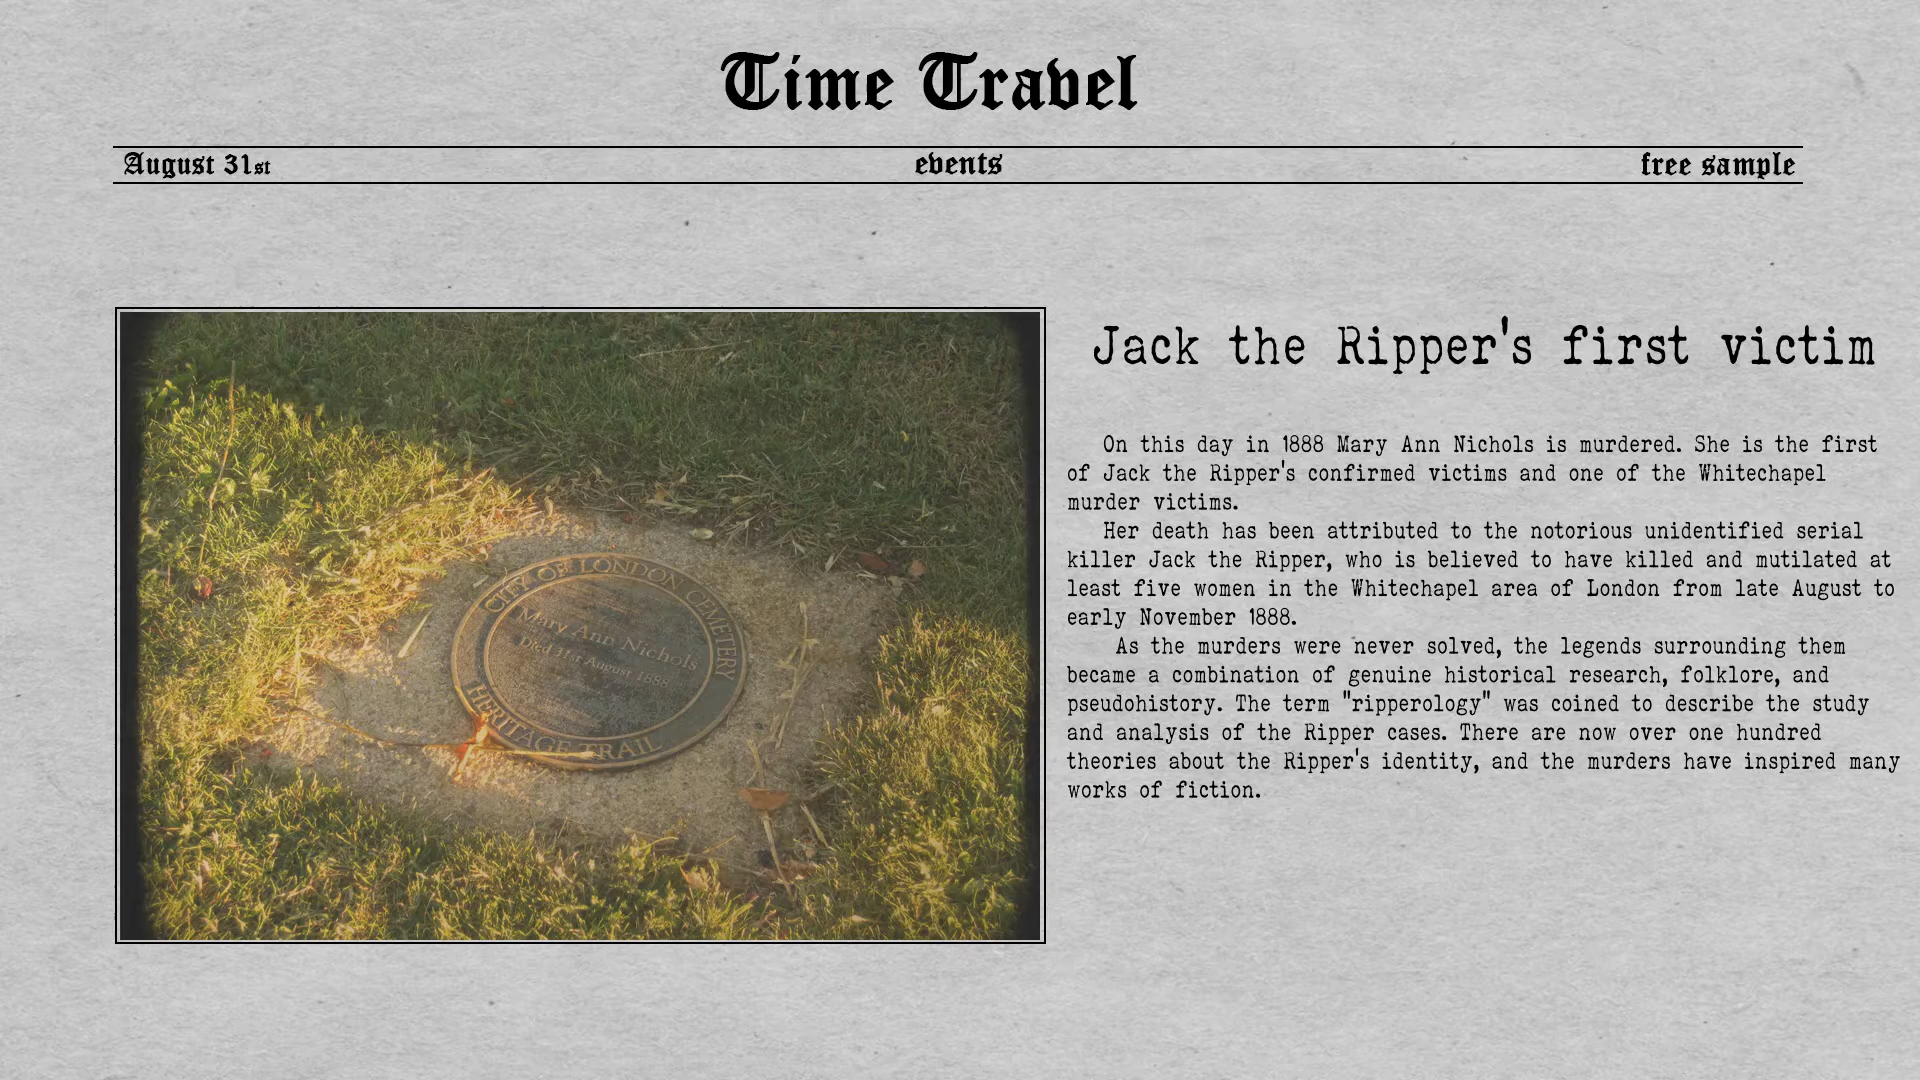 Time Travel
August 31st
events
free sample
CITY OF LONDON CEMETERY
Mary Ann Nichols
Died 31st August 1888
HERITAGE TRAIL
Jack the Ripper's first victim
On this day in 1888 Mary Ann Nichols is murdered. She is the first
of Jack the Ripper's confirmed victims and one of the Whitechapel
murder victims.
Her death has been attributed to the notorious unidentified serial
killer Jack the Ripper, who is believed to have killed and mutilated at
least five women in the Whitechapel area of London from late August to
early November 1888.
As the murders were never solved, the legends surrounding them
became a combination of genuine historical research, folklore, and
pseudohistory. The term "ripperology" was coined to describe the study
and analysis of the Ripper cases. There are now over one hundred
theories about the Ripper's identity, and the murders have inspired many
works of fiction.